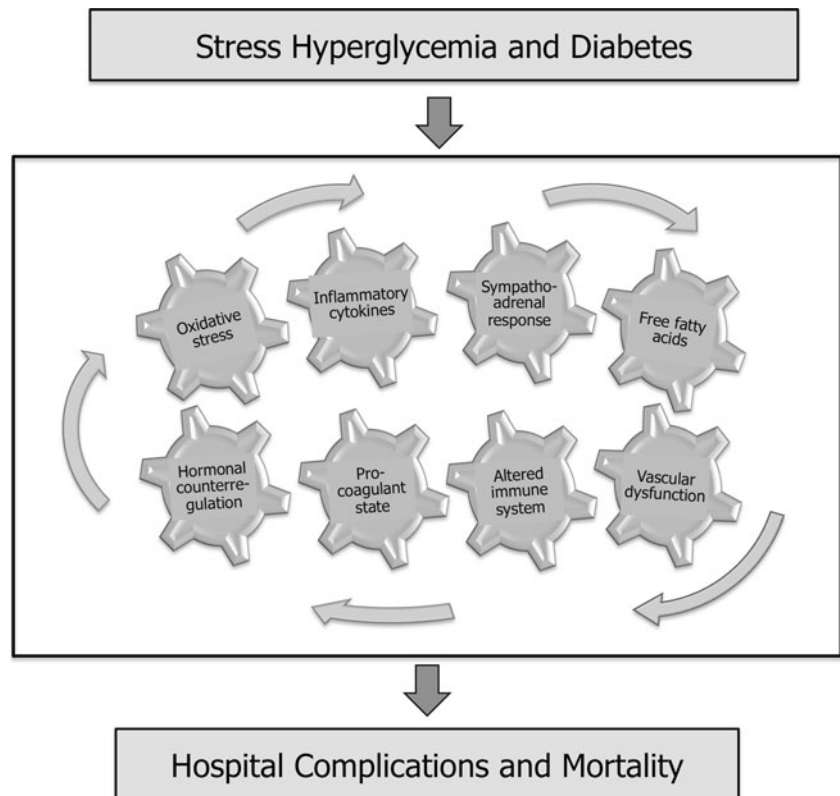 Stress Hyperglycemia and Diabetes
Oxidative
stress
Inflammatory
cytokines
Sympatho-
adrenal
response
Free fatty
acids
Hormonal
counterre-
gulation
Pro-
coagulant
state
Altered
immune
system
Vascular
dysfunction
Hospital Complications and Mortality